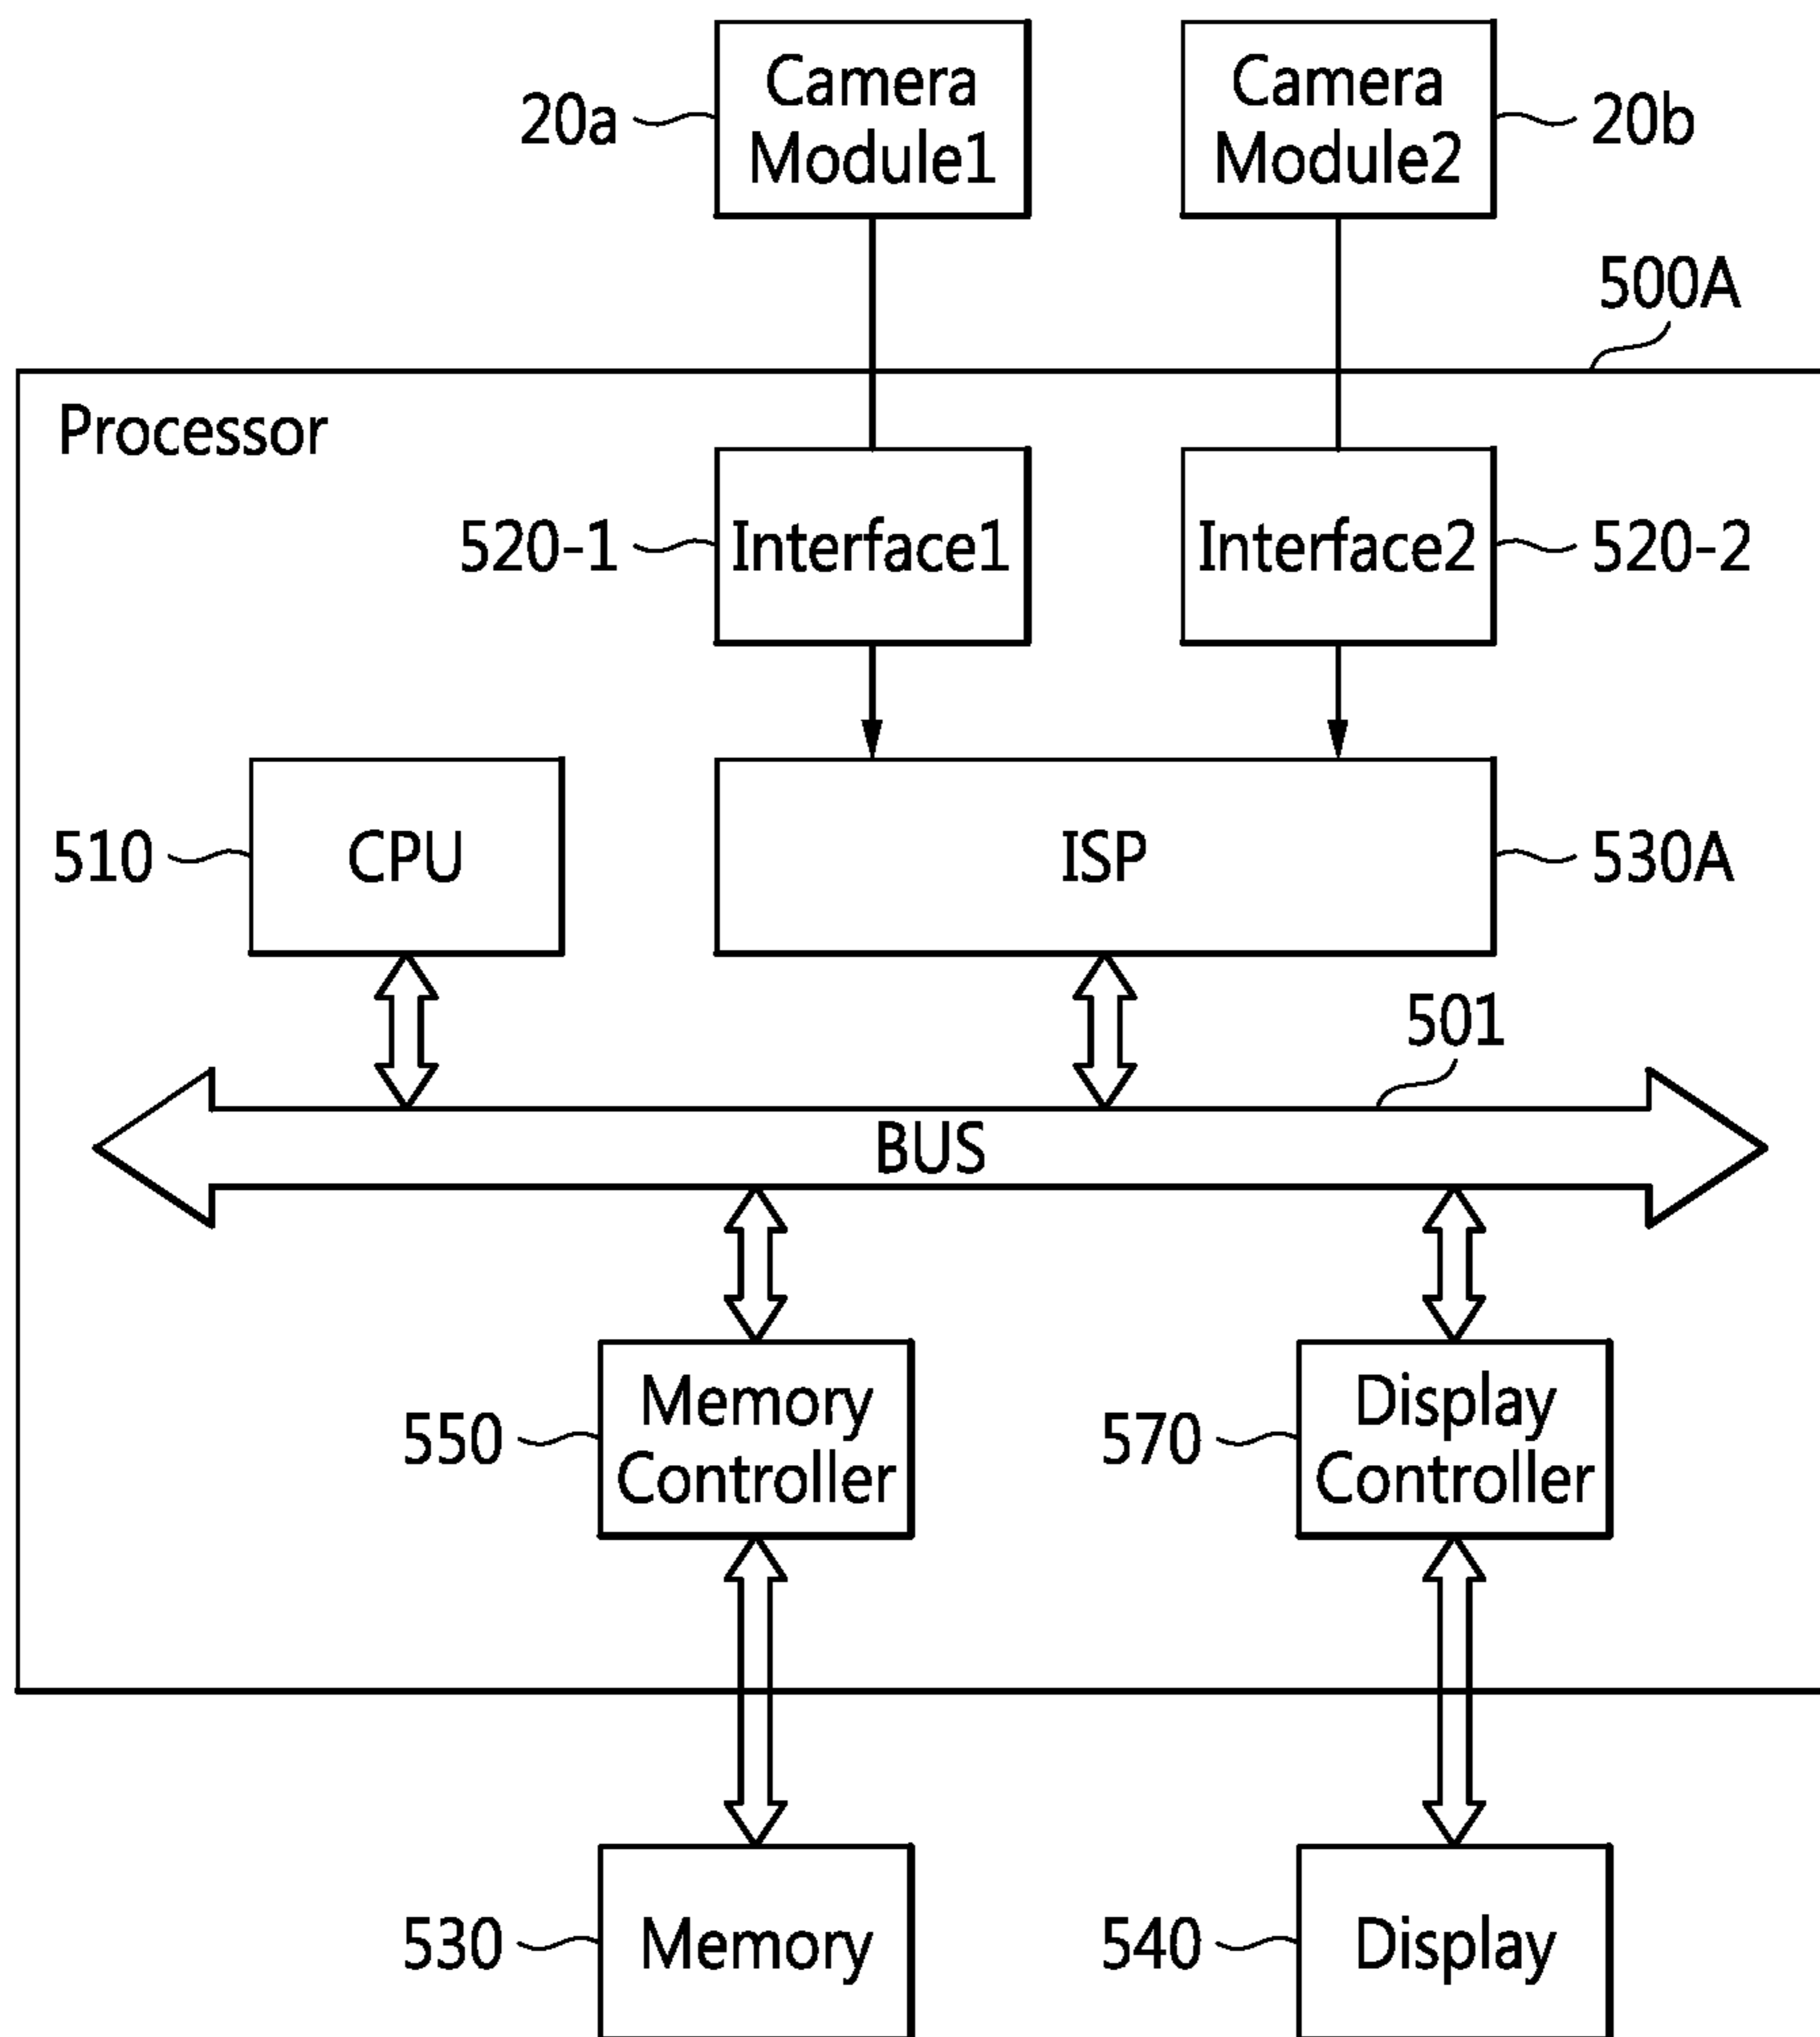 Camera
Module1
20a
Camera
Module2
20b
500A
Processor
520-1
Interface1
Interface2
520-2
510
CPU
ISP
530A
501
BUS
550
Memory
Controller
570
Display
Controller
530
Memory
540
Display